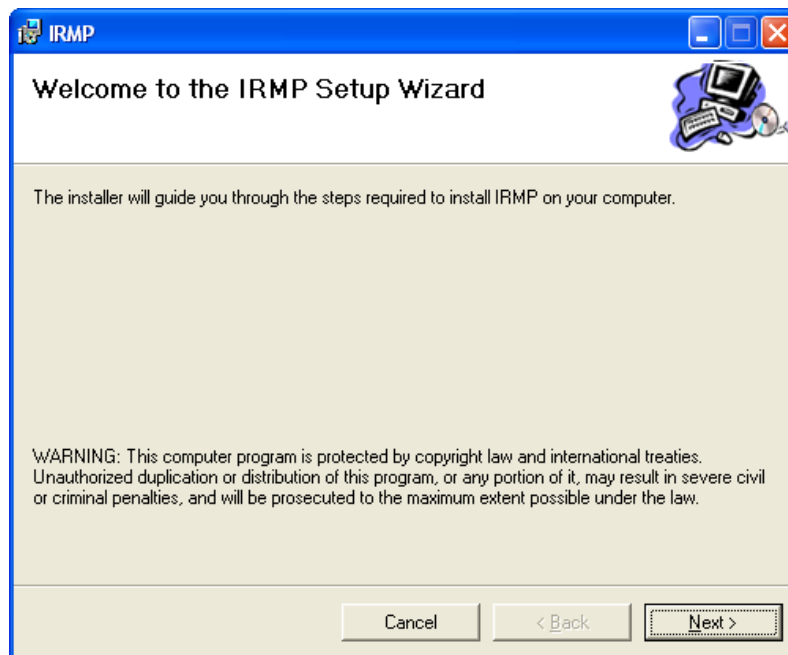 IRMP
Welcome to the IRMP Setup Wizard
The installer will guide you through the steps required to install IRMP on your computer.
WARNING: This computer program is protected by copyright law and international treaties.
Unauthorized duplication or distribution of this program, or any portion of it, may result in severe civil
or criminal penalties, and will be prosecuted to the maximum extent possible under the law.
Cancel < Back Next >